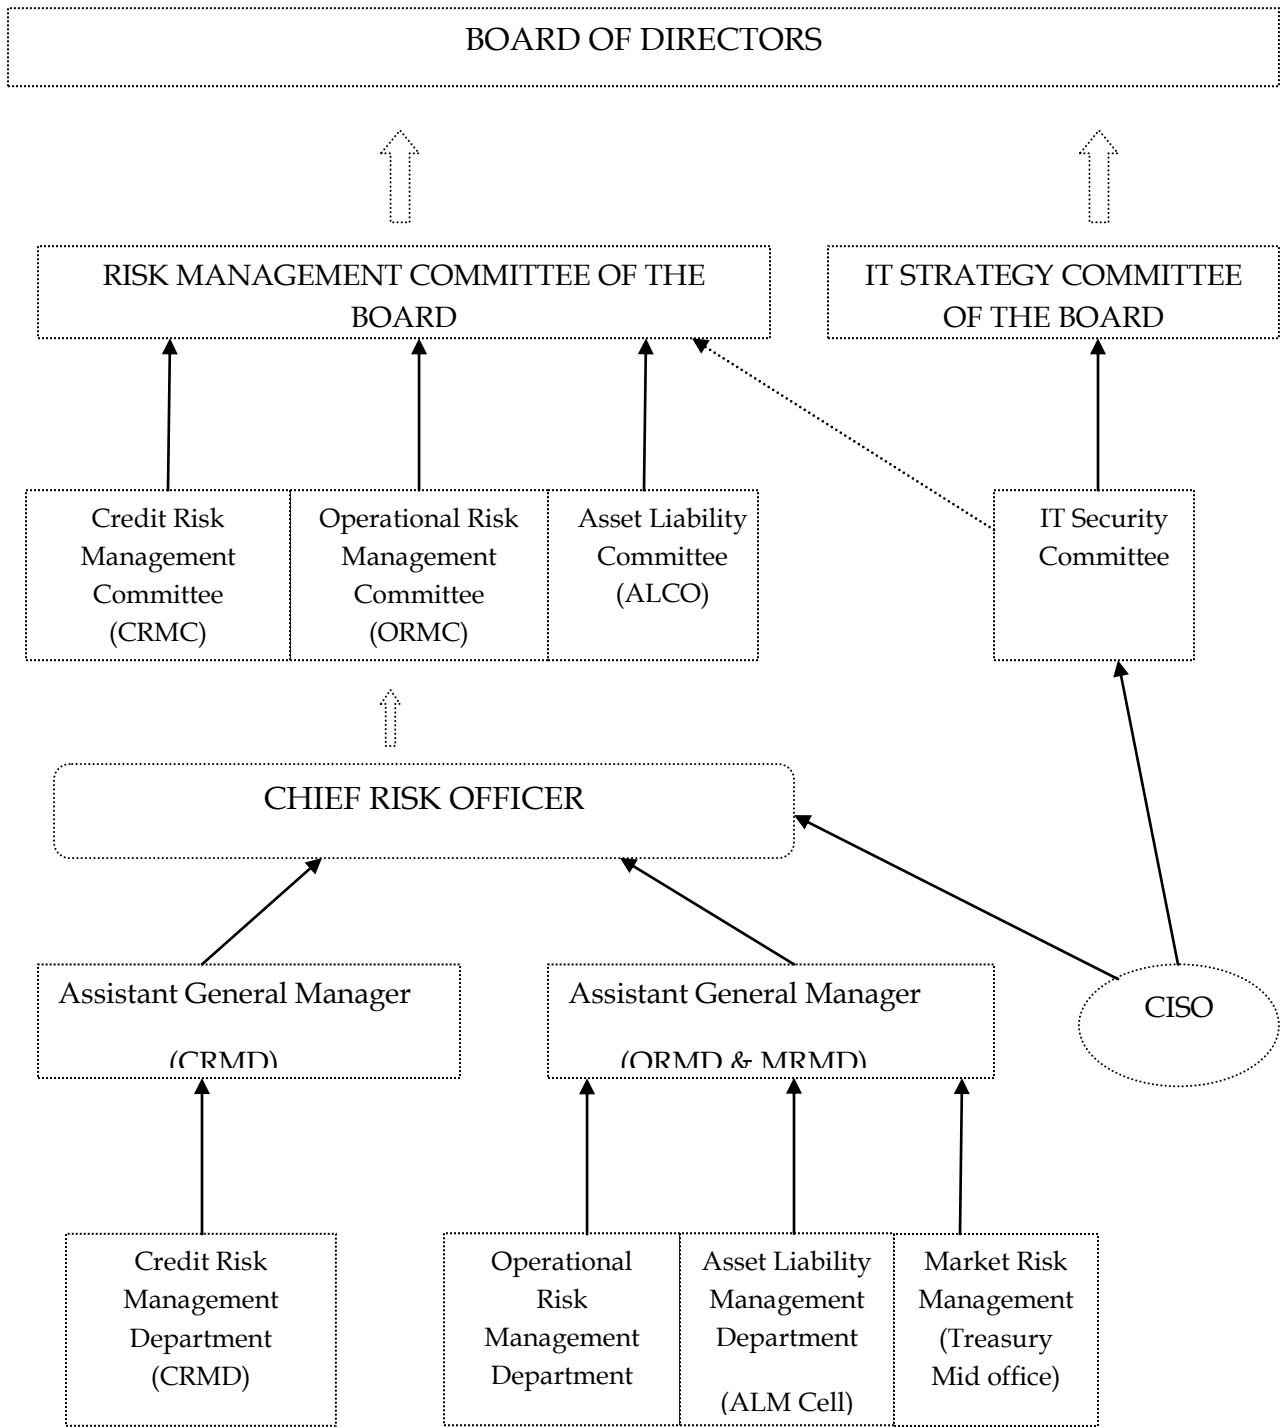 BOARD OF DIRECTORS
RISK MANAGEMENT COMMITTEE OF THE
BOARD
IT STRATEGY COMMITTEE
OF THE BOARD
Credit Risk
Management
Committee
(CRMC)
Operational Risk
Management
Committee
(ORMC)
Asset Liability
Committee
(ALCO)
IT Security
Committee
CHIEF RISK OFFICER
Assistant General Manager
(CRMD)
Assistant General Manager
(ORMD & MRMD)
CISO
Credit Risk
Management
Department
(CRMD)
Operational
Risk
Management
Department
Asset Liability
Management
Department
(ALM Cell)
Market Risk
Management
(Treasury
Mid office)